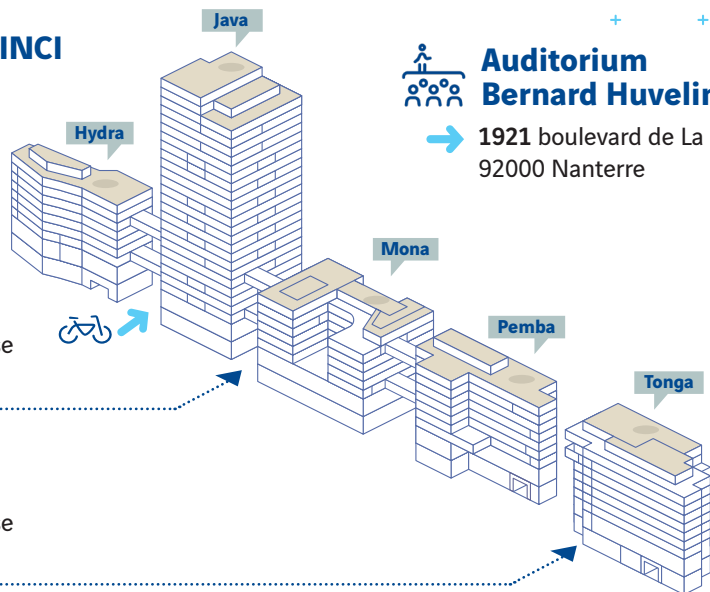 Java
INCI
Auditorium
Bernard Huvelin
1921 boulevard de La
92000 Nanterre
Hydra
Mona
Pemba
Tonga